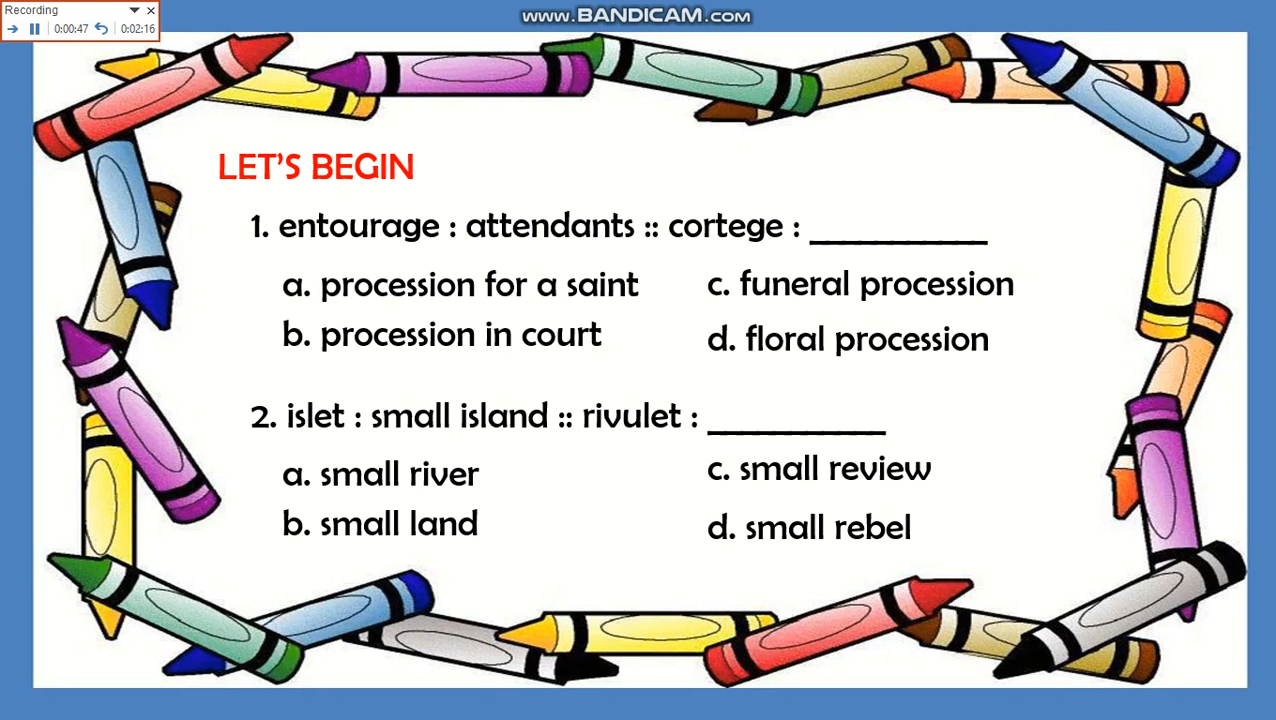 Recording
0:00:47 0:02:16
www.BANDICAM.com
LET'S BEGIN
1. entourage : attendants :: cortege : ___________
a. procession for a saint
c. funeral procession
b. procession in court
d. floral procession
2. islet : small island :: rivulet : ___________
a. small river
c. small review
b. small land
d. small rebel